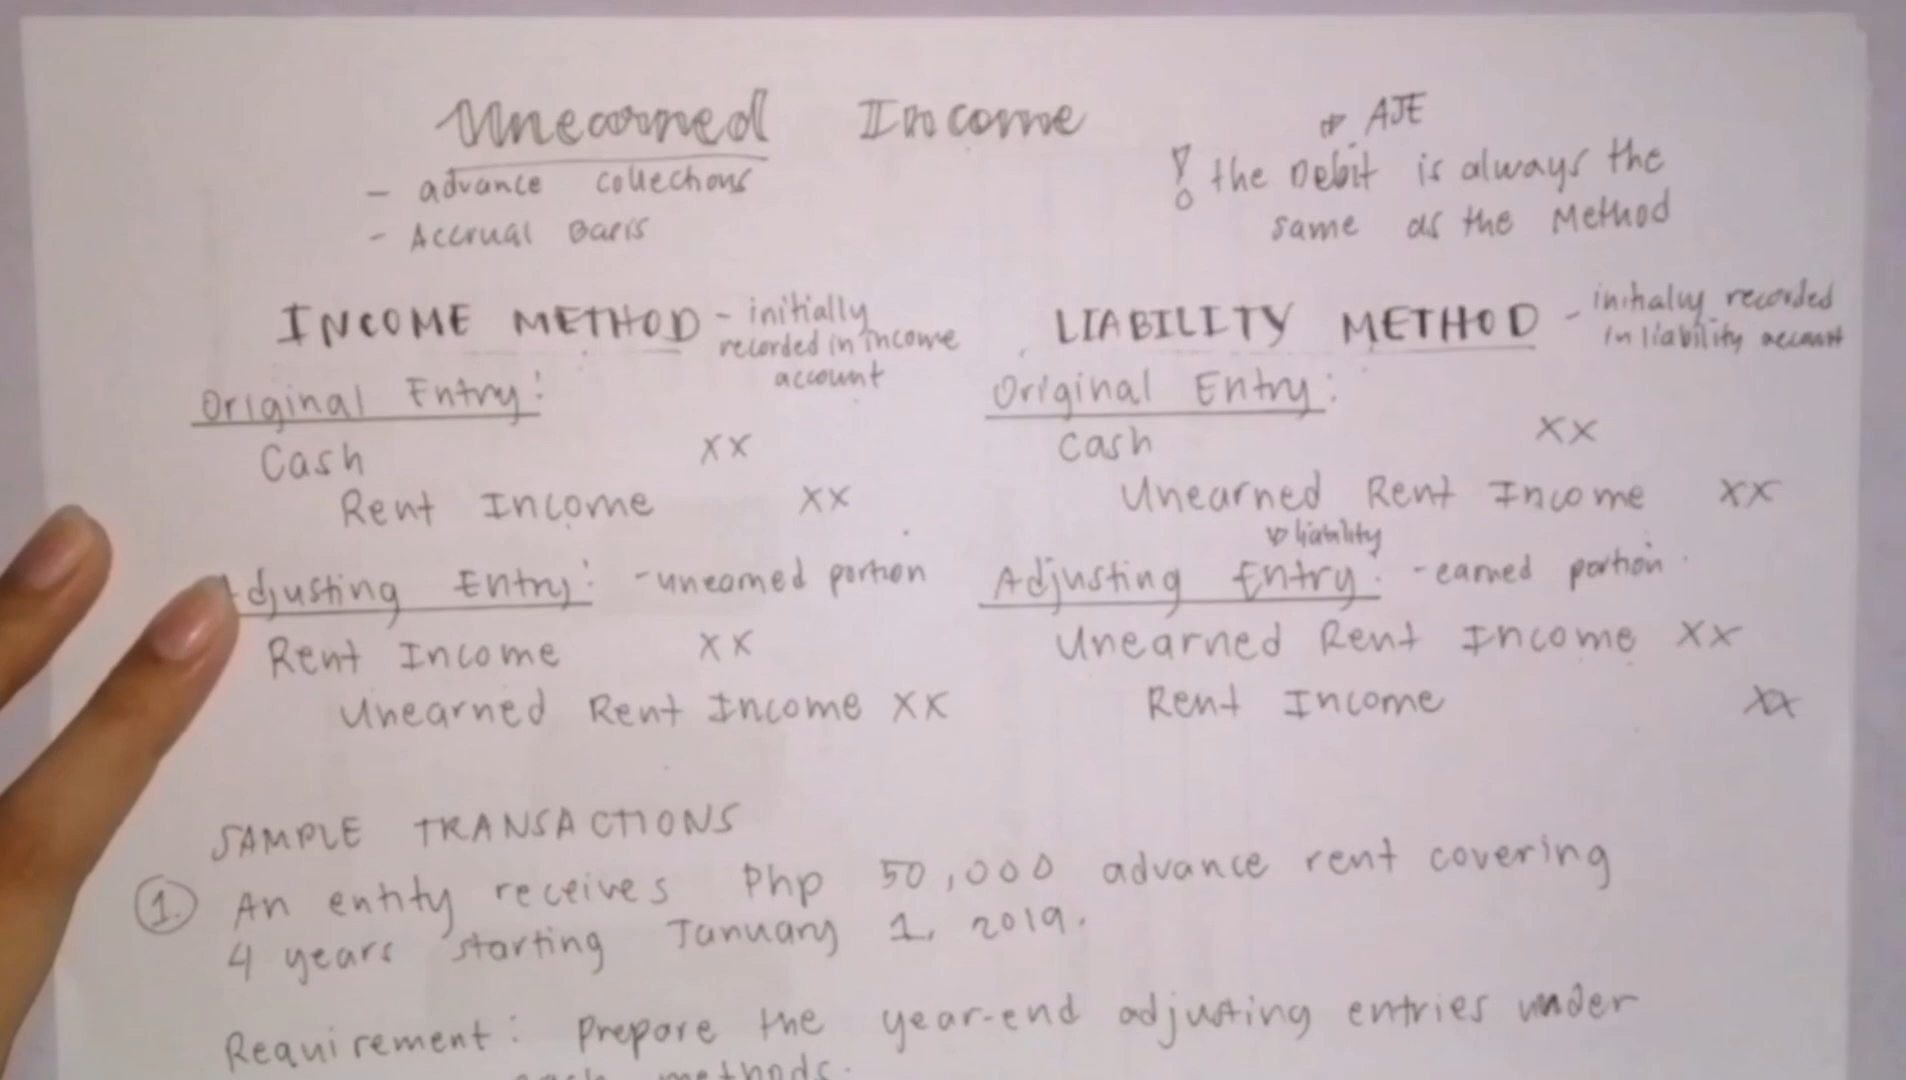 Unearned Income
- advance collections
- Accrual Basis
AJE
! the Debit is always the
same as the Method
INCOME METHOD - initially
recorded in income
account
Original Entry:
Cash xx
Rent Income xx
Adjusting Entry: - unearned portion
Rent Income xx
Unearned Rent Income xx
LIABILITY METHOD - initially recorded
in liability account
Original Entry:
Cash xx
Unearned Rent Income xx
liability
Adjusting Entry: - earned portion
Unearned Rent Income xx
Rent Income xx
SAMPLE TRANSACTIONS
1. An entity receives Php 50,000 advance rent covering
4 years starting January 1, 2019.
Requirement: Prepare the year-end adjusting entries under
methods.